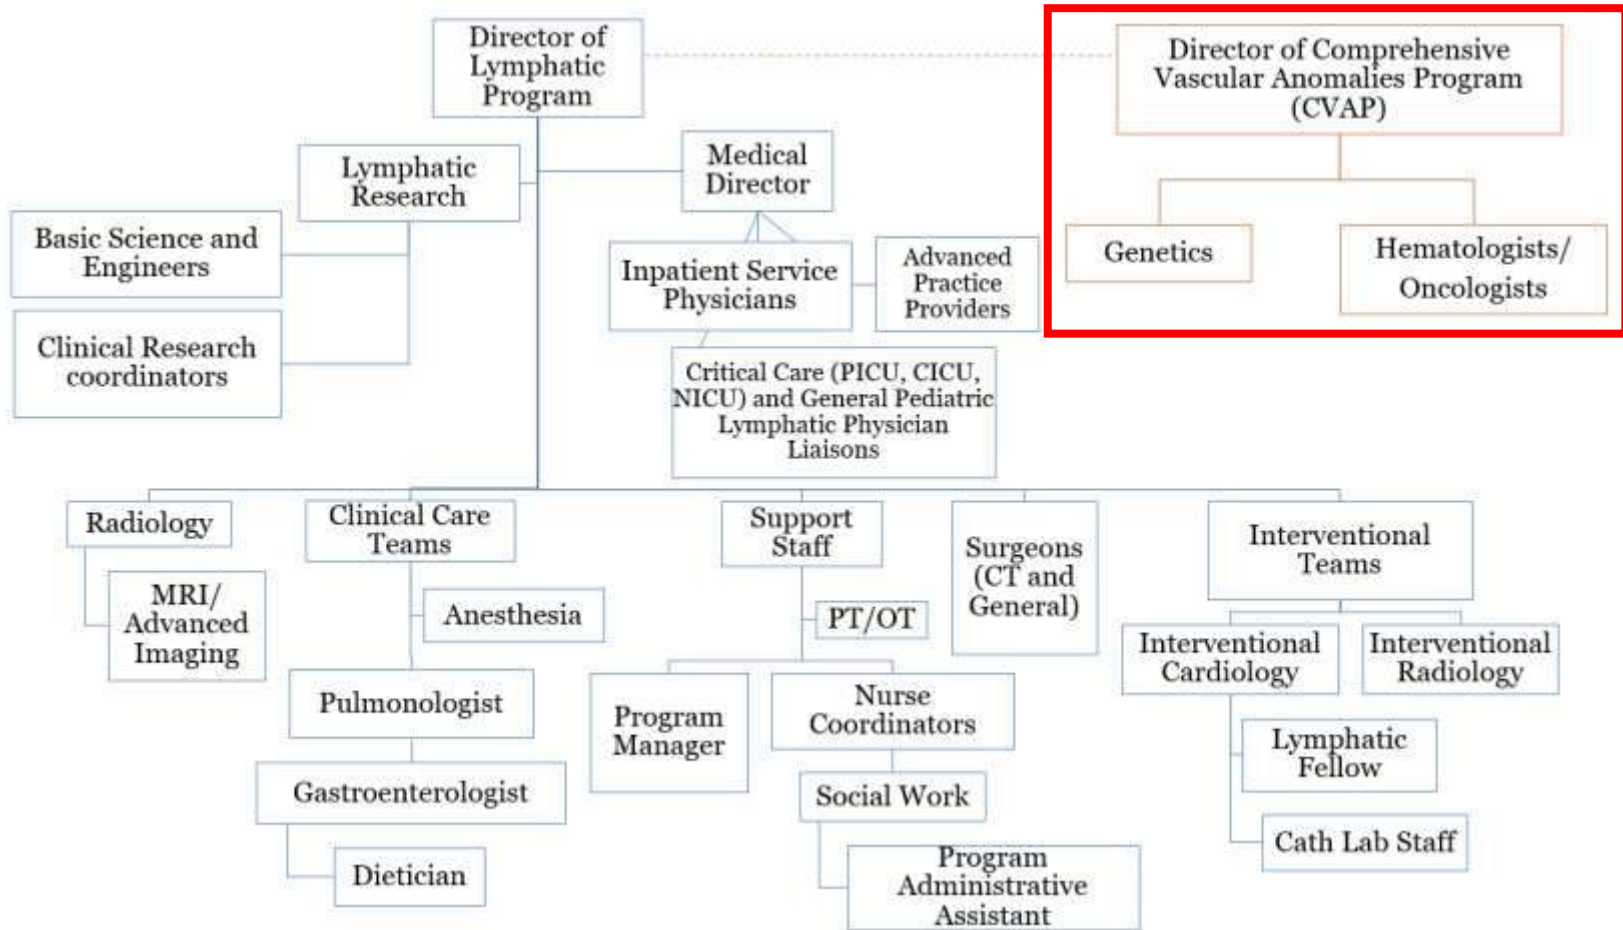 Director of
Lymphatic
Program
Director of Comprehensive
Vascular Anomalies Program
(CVAP)
Lymphatic
Research
Medical
Director
Basic Science and
Engineers
Inpatient Service
Physicians
Advanced
Practice
Providers
Genetics
Hematologists/
Oncologists
Clinical Research
coordinators
Critical Care (PICU, CICU,
NICU) and General Pediatric
Lymphatic Physician
Liaisons
Radiology
Clinical Care
Teams
Support
Staff
Surgeons
(CT and
General)
Interventional
Teams
MRI/
Advanced
Imaging
Anesthesia
PT/OT
Interventional
Cardiology
Interventional
Radiology
Pulmonologist
Program
Manager
Nurse
Coordinators
Lymphatic
Fellow
Gastroenterologist
Social Work
Cath Lab Staff
Dietician
Program
Administrative
Assistant